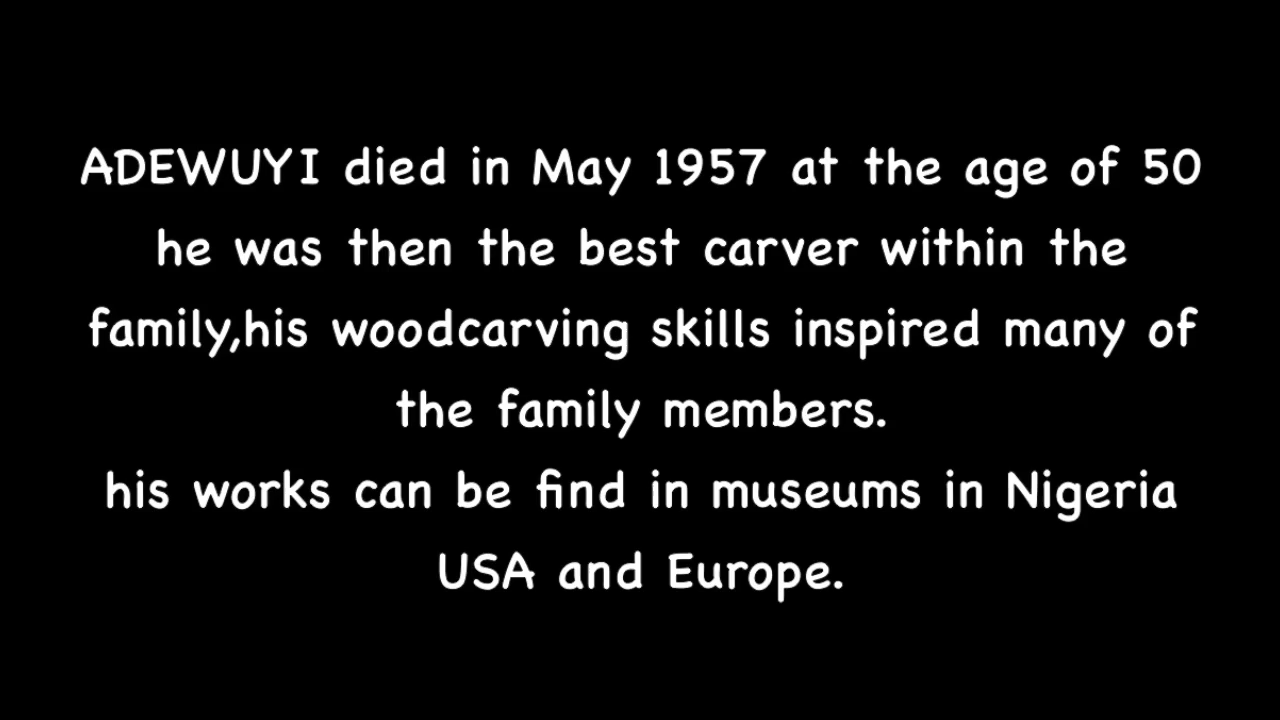 ADEWUYI died in May 1957 at the age of 50
he was then the best carver within the
family,his woodcarving skills inspired many of
the family members.
his works can be find in museums in Nigeria
USA and Europe.